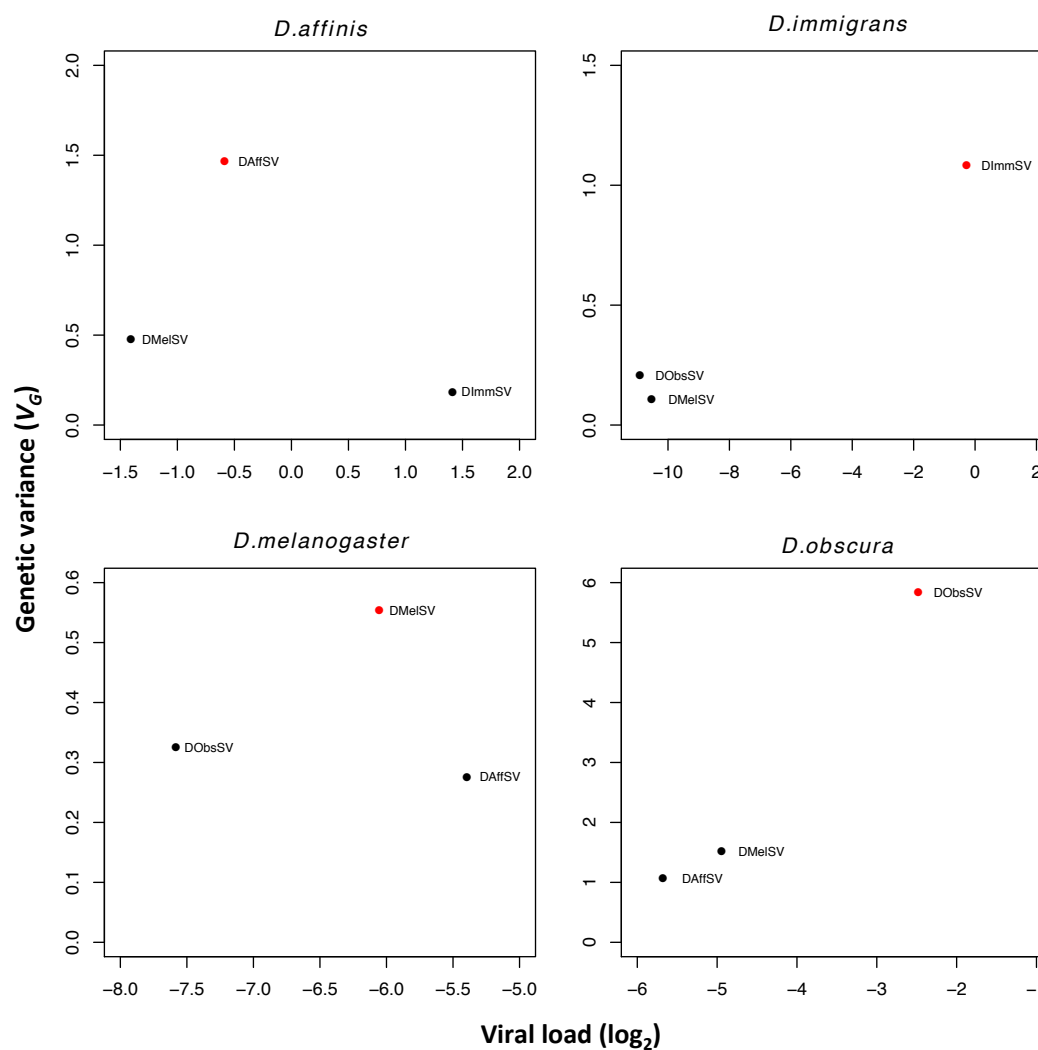 D.affinis
2.0
1.5
1.0
0.5
0.0
DAffSV
DMelSV
DImmSV
−1.5 −1.0 −0.5 0.0 0.5 1.0 1.5 2.0
D.immigrans
1.5
1.0
0.5
0.0
DImmSV
DObsSV
DMelSV
−10 −8 −6 −4 −2 0 2
Genetic variance (VG)
D.melanogaster
0.6
0.5
0.4
0.3
0.2
0.1
0.0
DMelSV
DObsSV
DAffSV
−8.0 −7.5 −7.0 −6.5 −6.0 −5.5 −5.0
D.obscura
6
5
4
3
2
1
0
DObsSV
DMelSV
DAffSV
−6 −5 −4 −3 −2
Viral load (log2)